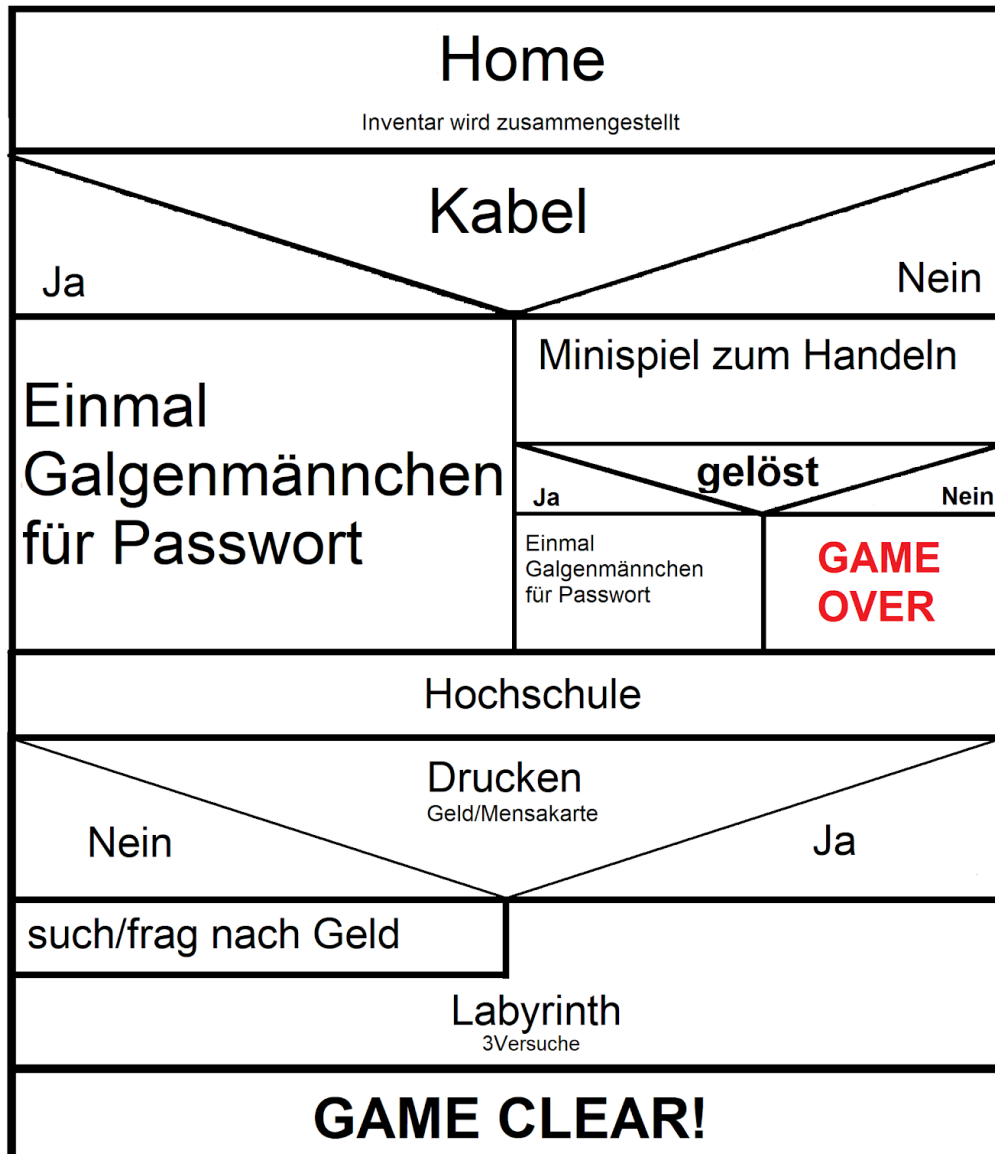 Home
Inventar wird zusammengestellt
Kabel
Ja
Nein
Einmal
Galgenmännchen
für Passwort
Minispiel zum Handeln
gelöst
Ja
Nein
Einmal
Galgenmännchen
für Passwort
GAME
OVER
Hochschule
Drucken
Geld/Mensakarte
Nein
Ja
such/frag nach Geld
Labyrinth
3Versuche
GAME CLEAR!